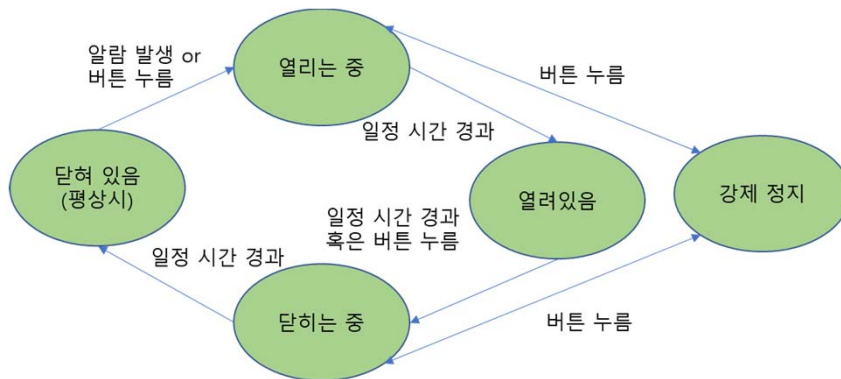 알람 발생 or
버튼 누름
열리는 중
버튼 누름
일정 시간 경과
닫혀 있음
(평상시)
열려있음
강제 정지
일정 시간 경과
혹은 버튼 누름
일정 시간 경과
닫히는 중
버튼 누름